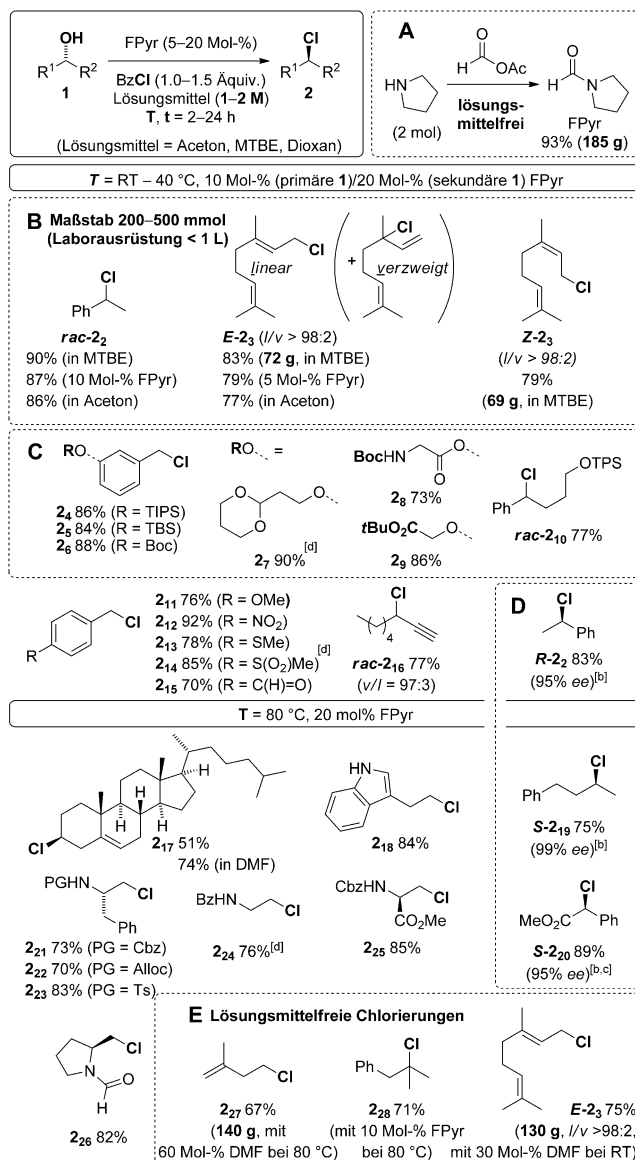 OH
R1 R2
1
FPyr (5–20 Mol-%)
BzCl (1.0–1.5 Äquiv.)
Lösungsmittel (1–2 M)
T, t = 2–24 h
Cl
R1 R2
2
(Lösungsmittel = Aceton, MTBE, Dioxan)
A
HN
(2 mol)
O
H OAc
lösungs-
mittelfrei
O
H N
FPyr
93% (185 g)
T = RT – 40 °C, 10 Mol-% (primäre 1)/20 Mol-% (sekundäre 1) FPyr
B Maßstab 200–500 mmol
(Laborausrüstung < 1 L)
Cl
Ph
rac-2₂
90% (in MTBE)
87% (10 Mol-% FPyr)
86% (in Aceton)
Cl
linear
+
Cl
verzweigt
E-2₃ (l/v > 98:2)
83% (72 g, in MTBE)
79% (5 Mol-% FPyr)
77% (in Aceton)
Cl
Z-2₃
(l/v > 98:2)
79%
(69 g, in MTBE)
C
RO
Cl
2₄ 86% (R = TIPS)
2₅ 84% (R = TBS)
2₆ 88% (R = Boc)
RO =
O
O
O
2₇ 90%[d]
BocHN
O
O
2₈ 73%
tBuO₂C O
2₉ 86%
Cl
OTPS
Ph
rac-2₁₀ 77%
Cl
R
2₁₁ 76% (R = OMe)
2₁₂ 92% (R = NO₂)
2₁₃ 78% (R = SMe)
2₁₄ 85% (R = S(O₂)Me)[d]
2₁₅ 70% (R = C(H)=O)
Cl
4
rac-2₁₆ 77%
(v/l = 97:3)
D
Cl
Ph
R-2₂ 83%
(95% ee)[b]
T = 80 °C, 20 mol% FPyr
H
H
H
Cl
2₁₇ 51%
74% (in DMF)
HN
Cl
2₁₈ 84%
Cl
Ph
S-2₁₉ 75%
(99% ee)[b]
PGHN
Cl
Ph
2₂₁ 73% (PG = Cbz)
2₂₂ 70% (PG = Alloc)
2₂₃ 83% (PG = Ts)
BzHN
Cl
2₂₄ 76%[d]
CbzHN
Cl
CO₂Me
2₂₅ 85%
Cl
MeO₂C Ph
S-2₂₀ 89%
(95% ee)[b,c]
Cl
N
O
H
2₂₆ 82%
E Lösungsmittelfreie Chlorierungen
Cl
2₂₇ 67%
(140 g, mit
60 Mol-% DMF bei 80 °C)
Cl
Ph
2₂₈ 71%
(mit 10 Mol-% FPyr
bei 80 °C)
Cl
E-2₃ 75%
(130 g, l/v >98:2,
mit 30 Mol-% DMF bei RT)